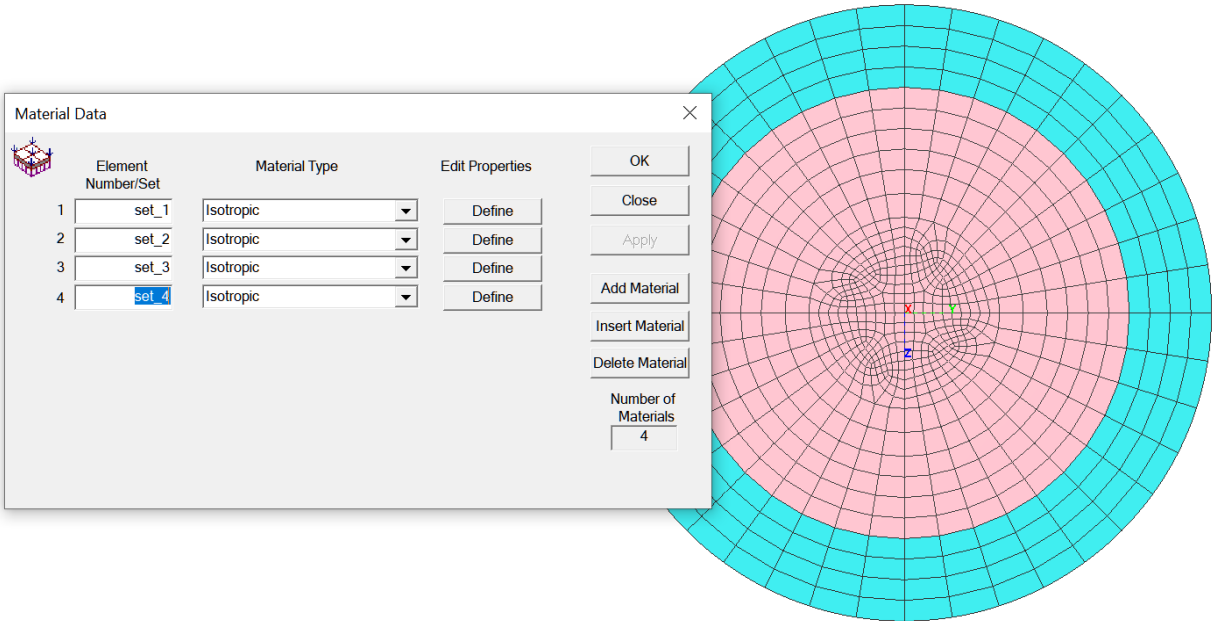 Material Data
Element
Number/Set
Material Type
Edit Properties
1 set_1 Isotropic Define
2 set_2 Isotropic Define
3 set_3 Isotropic Define
4 set_4 Isotropic Define
OK
Close
Apply
Add Material
Insert Material
Delete Material
Number of
Materials
4
X
Y
Z